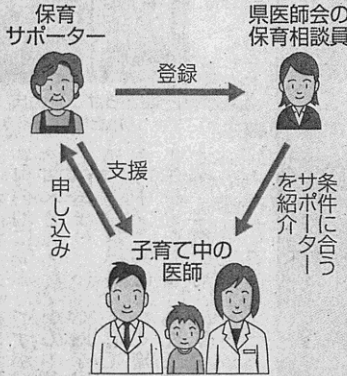 保育
サポーター
県医師会の
保育相談員
登録
支援
申し込み
条件に合う
サポーター
を紹介
子育て中の
医師